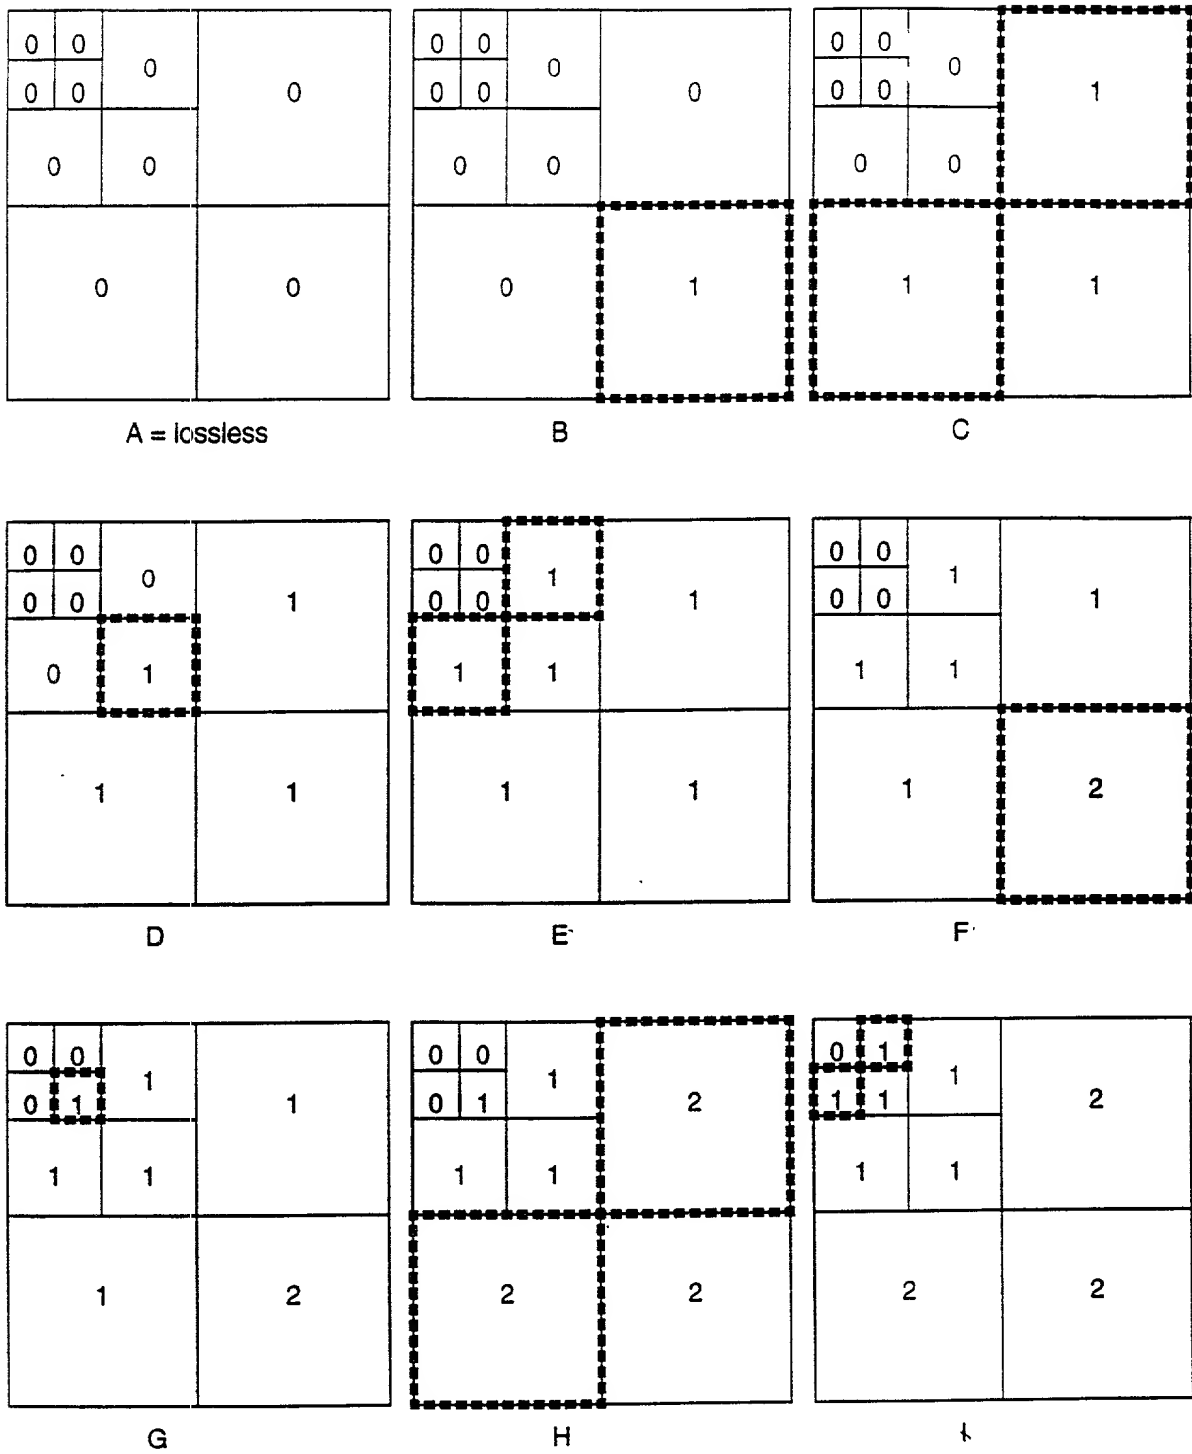 0 0 0 0 0 0 0 0 1
0 0 0 0 0 0
0 0 0 0 0 0
0 0 0 1 1 1
A = lossless B C
0 0 0 1 0 0 1 1 0 0 1 1
0 0 0 0 0 0
0 1 1 1 1 1
1 1 1 1 1 2
D E F
0 0 1 1 0 0 1 2 0 1 1 2
0 1 0 1 1 1
1 1 1 1 1 1
1 2 2 2 2 2
G H I